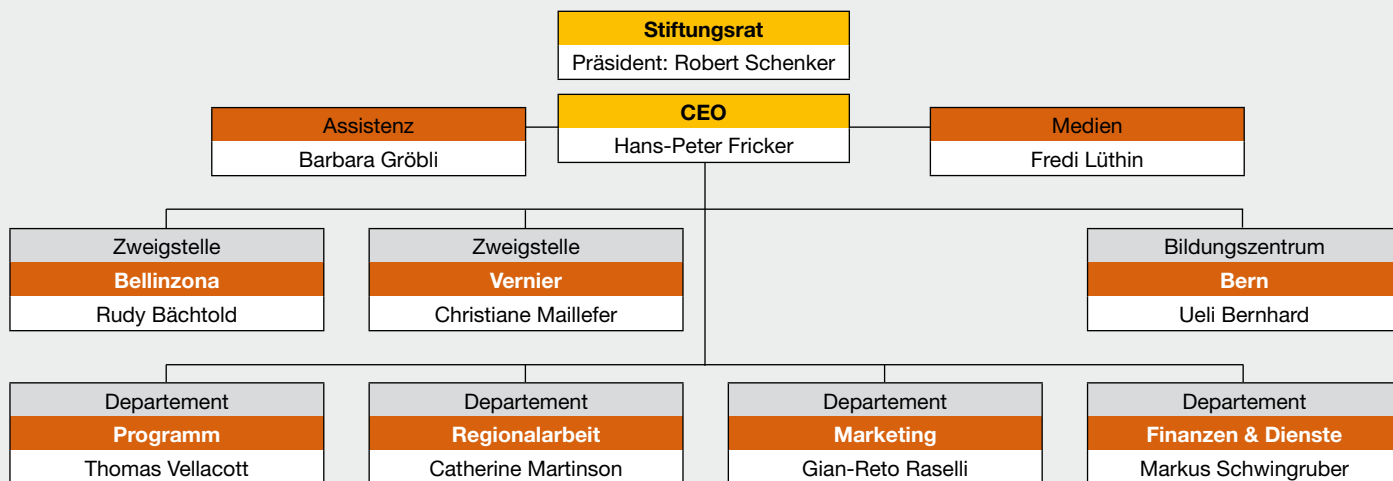 Stiftungsrat
Präsident: Robert Schenker
CEO
Hans-Peter Fricker
Assistenz
Barbara Gröbli
Medien
Fredi Lüthin
Zweigstelle
Bellinzona
Rudy Bächtold
Zweigstelle
Vernier
Christiane Maillefer
Bildungszentrum
Bern
Ueli Bernhard
Departement
Programm
Thomas Vellacott
Departement
Regionalarbeit
Catherine Martinson
Departement
Marketing
Gian-Reto Raselli
Departement
Finanzen & Dienste
Markus Schwingruber